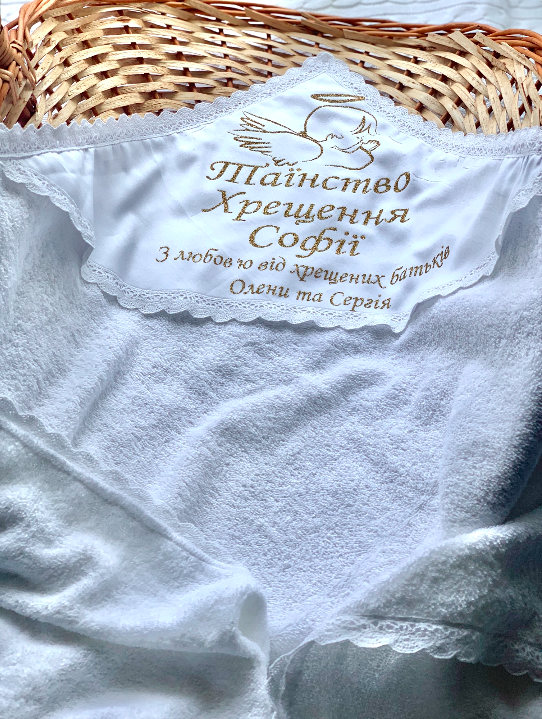 Таїнство
Хрещення
Софії
З любов'ю від хрещених батьків
Олени та Сергія